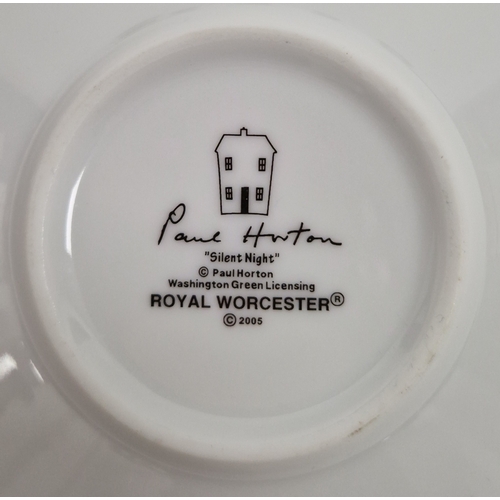 Paul Horton
"Silent Night"
© Paul Horton
Washington Green Licensing
ROYAL WORCESTER®
© 2005